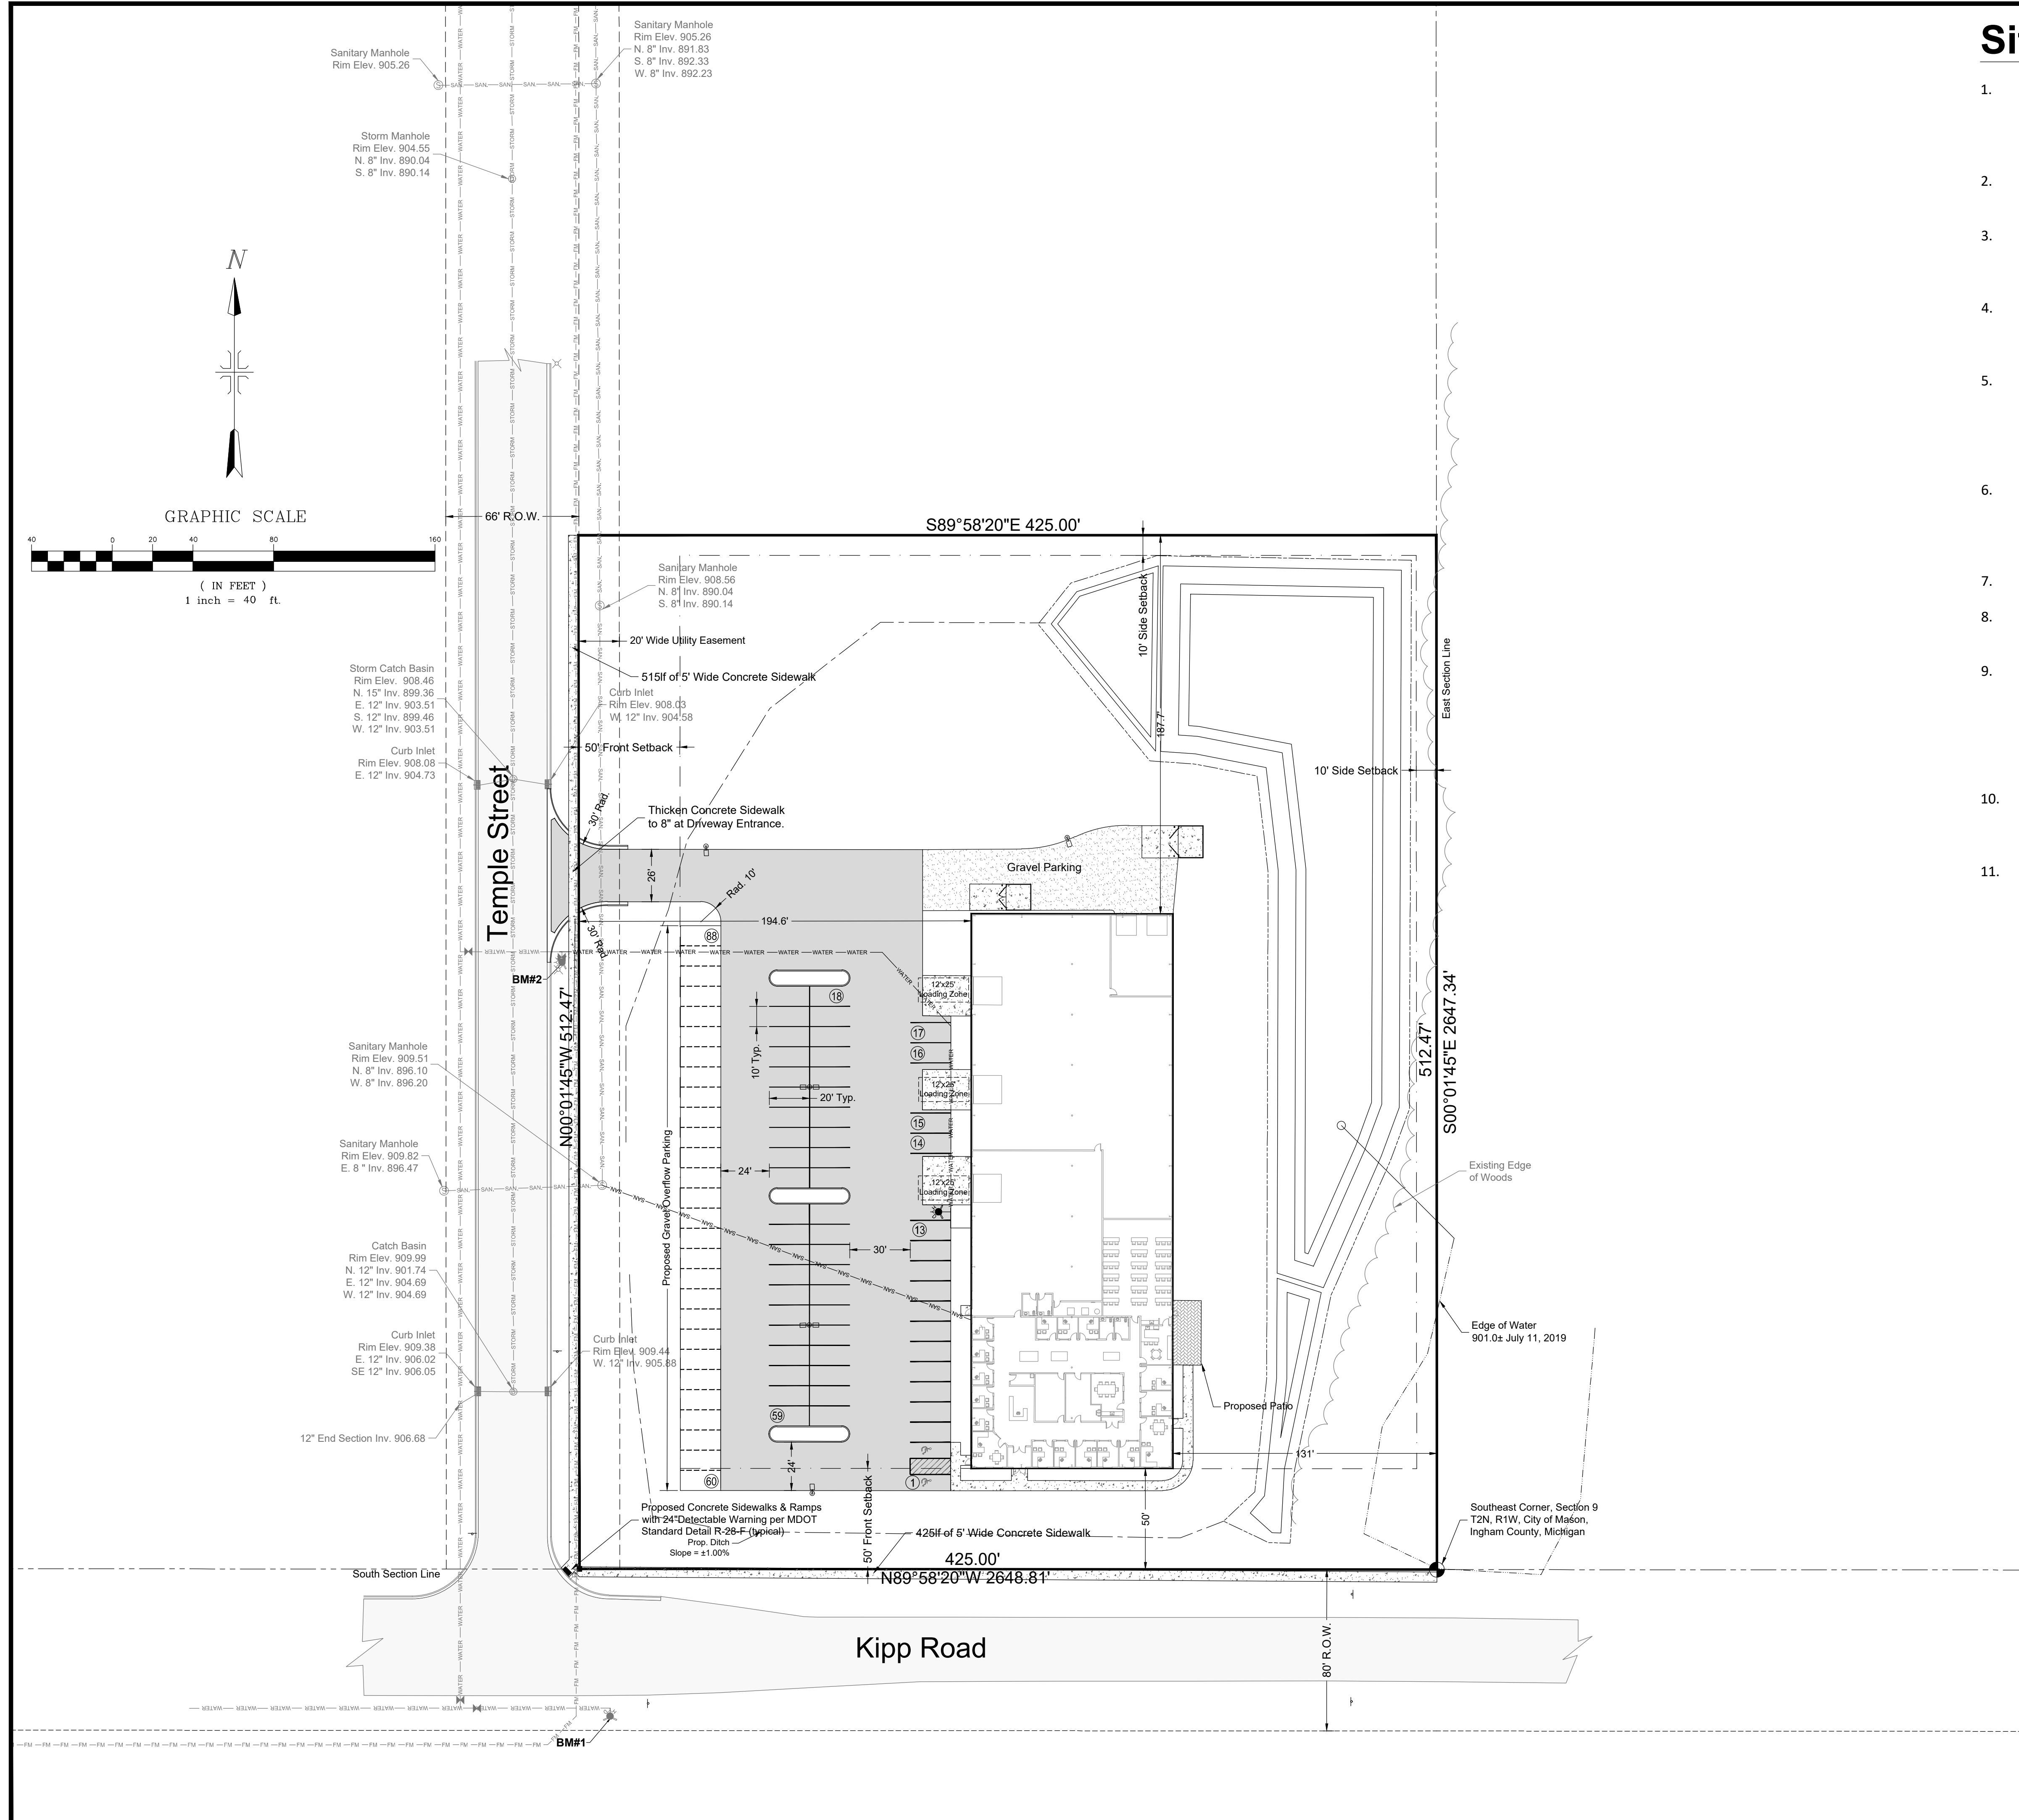 Sanitary Manhole
Rim Elev. 905.26
Sanitary Manhole
Rim Elev. 905.26
N. 8" Inv. 891.83
S. 8" Inv. 892.33
W. 8" Inv. 892.23
Storm Manhole
Rim Elev. 904.55
N. 8" Inv. 890.04
S. 8" Inv. 890.14
N
GRAPHIC SCALE
40 0 20 40 80 160
( IN FEET )
1 inch = 40 ft.
66' R.O.W.
S89°58'20"E 425.00'
Sanitary Manhole
Rim Elev. 908.56
N. 8" Inv. 890.04
S. 8" Inv. 890.14
20' Wide Utility Easement
515lf of 5' Wide Concrete Sidewalk
Storm Catch Basin
Rim Elev. 908.46
N. 15" Inv. 899.36
E. 12" Inv. 903.51
S. 12" Inv. 899.46
W. 12" Inv. 903.51
Curb Inlet
Rim Elev. 908.03
W. 12" Inv. 904.58
Curb Inlet
Rim Elev. 908.08
E. 12" Inv. 904.73
50' Front Setback
10' Side Setback
187.7'
East Section Line
10' Side Setback
Temple Street
30' Rad.
Thicken Concrete Sidewalk
to 8" at Driveway Entrance.
26'
Rad. 10'
Gravel Parking
194.6'
30' Rad.
88
BM#2
N00°01'45"W 512.47'
18
10' Typ.
20' Typ.
12'x25'
Loading Zone
17
16
12'x25'
Loading Zone
15
14
12'x25'
Loading Zone
13
512.47'
S00°01'45"E 2647.34'
Sanitary Manhole
Rim Elev. 909.51
N. 8" Inv. 896.10
W. 8" Inv. 896.20
Sanitary Manhole
Rim Elev. 909.82
E. 8 " Inv. 896.47
24'
30'
Proposed Gravel Overflow Parking
Existing Edge
of Woods
Catch Basin
Rim Elev. 909.99
N. 12" Inv. 901.74
E. 12" Inv. 904.69
W. 12" Inv. 904.69
Curb Inlet
Rim Elev. 909.38
E. 12" Inv. 906.02
SE 12" Inv. 906.05
Curb Inlet
Rim Elev. 909.44
W. 12" Inv. 905.88
Edge of Water
901.0± July 11, 2019
Proposed Patio
59
12" End Section Inv. 906.68
24'
131'
60
1
50' Front Setback
50'
Proposed Concrete Sidewalks & Ramps
with 24"Detectable Warning per MDOT
Standard Detail R-28-F (typical)
Prop. Ditch
Slope = ±1.00%
425lf of 5' Wide Concrete Sidewalk
Southeast Corner, Section 9
T2N, R1W, City of Mason,
Ingham County, Michigan
425.00'
N89°58'20"W 2648.81'
South Section Line
Kipp Road
80' R.O.W.
BM#1
WATER
STORM
SAN
FM
1.
2.
3.
4.
5.
6.
7.
8.
9.
10.
11.